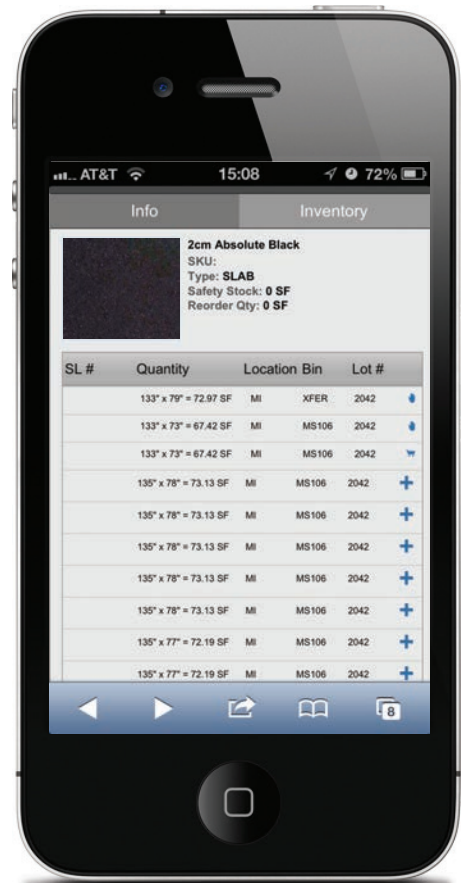 AT&T 15:08 72%
Info Inventory
2cm Absolute Black
SKU:
Type: SLAB
Safety Stock: 0 SF
Reorder Qty: 0 SF
SL # Quantity Location Bin Lot #
133" x 79" = 72.97 SF MI XFER 2042
133" x 73" = 67.42 SF MI MS106 2042
133" x 73" = 67.42 SF MI MS106 2042
135" x 78" = 73.13 SF MI MS106 2042
135" x 78" = 73.13 SF MI MS106 2042
135" x 78" = 73.13 SF MI MS106 2042
135" x 78" = 73.13 SF MI MS106 2042
135" x 78" = 73.13 SF MI MS106 2042
135" x 77" = 72.19 SF MI MS106 2042
135" x 77" = 72.19 SF MI MS106 2042
8